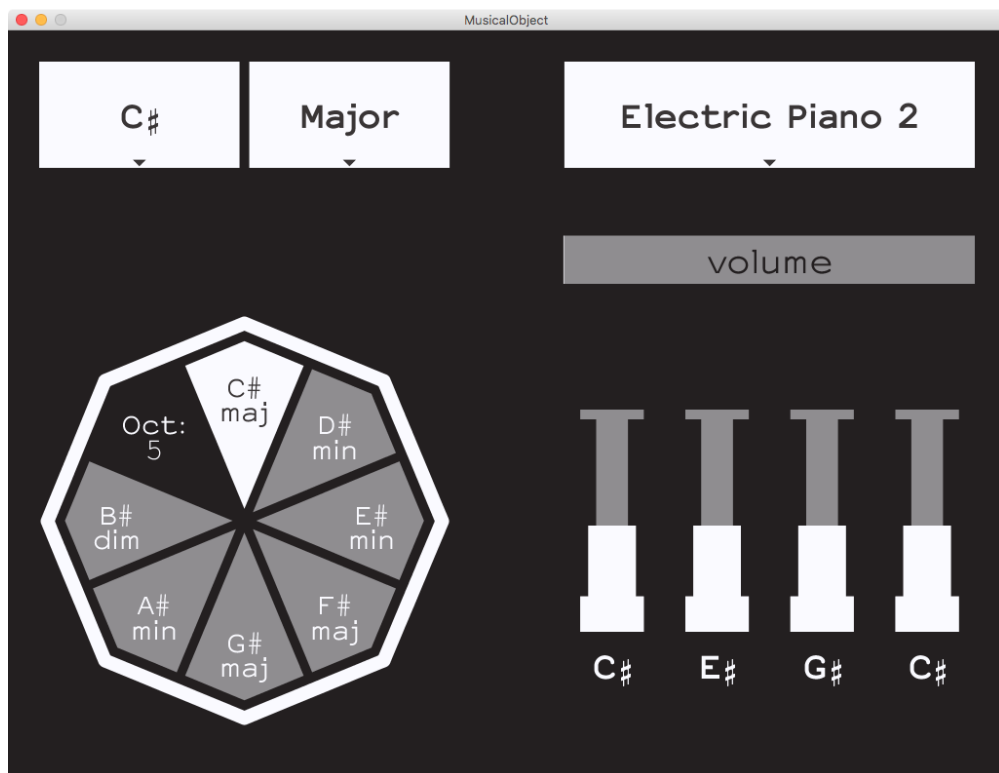 MusicalObject
C♯
Major
Electric Piano 2
volume
C#
maj
D#
min
E#
min
F#
maj
G#
maj
A#
min
B#
dim
Oct:
5
C♯ E♯ G♯ C♯